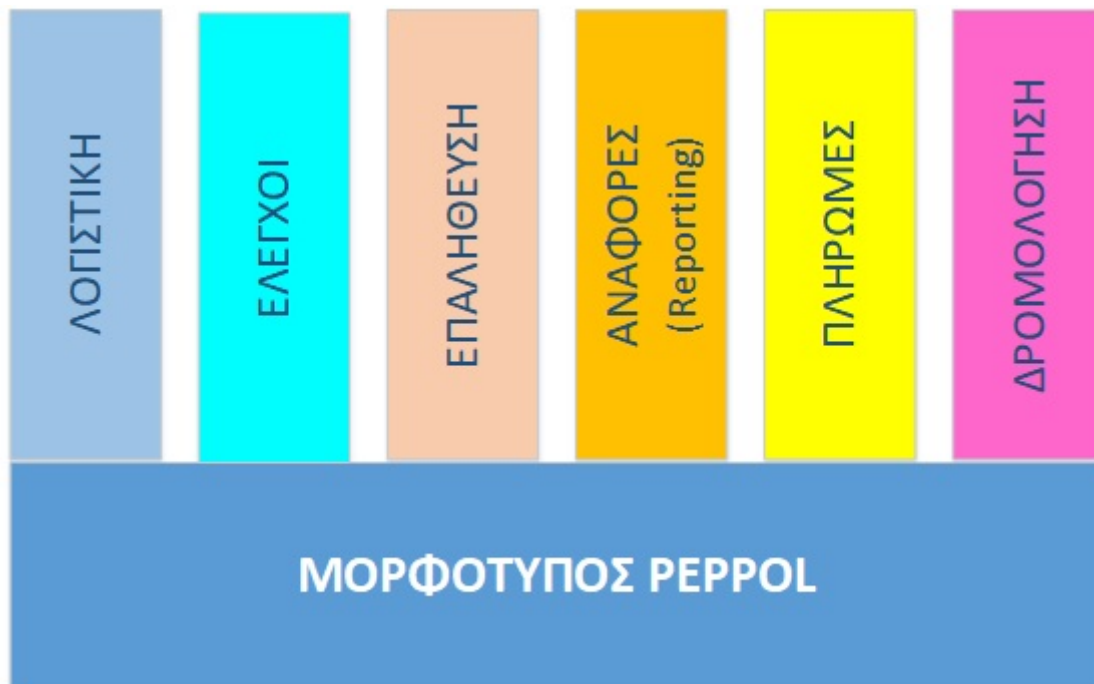 ΛΟΓΙΣΤΙΚΗ
ΕΛΕΓΧΟΙ
ΕΠΑΛΗΘΕΥΣΗ
ΑΝΑΦΟΡΕΣ
(Reporting)
ΠΛΗΡΩΜΕΣ
ΔΡΟΜΟΛΟΓΗΣΗ
ΜΟΡΦΟΤΥΠΟΣ PEPPOL